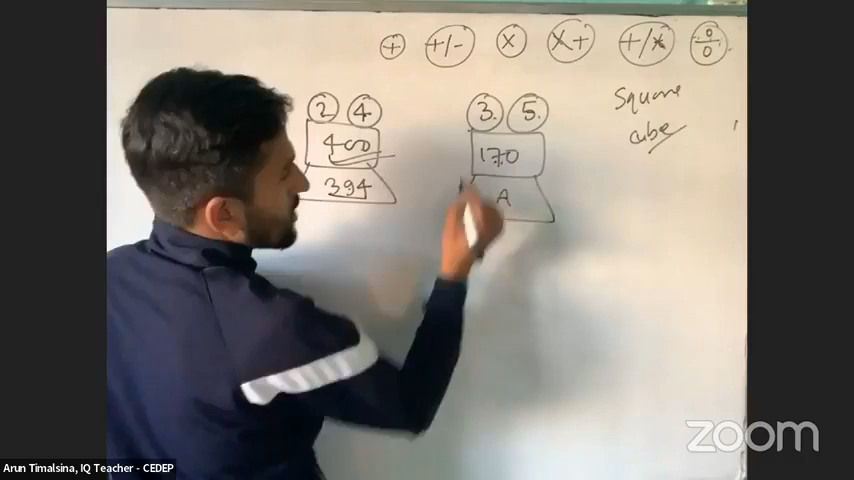 + +/- × ×+ +/* 0/0
Square
cube
2 4
400
394
3. 5.
170
A
zoom
Arun Timalsina, IQ Teacher - CEDEP